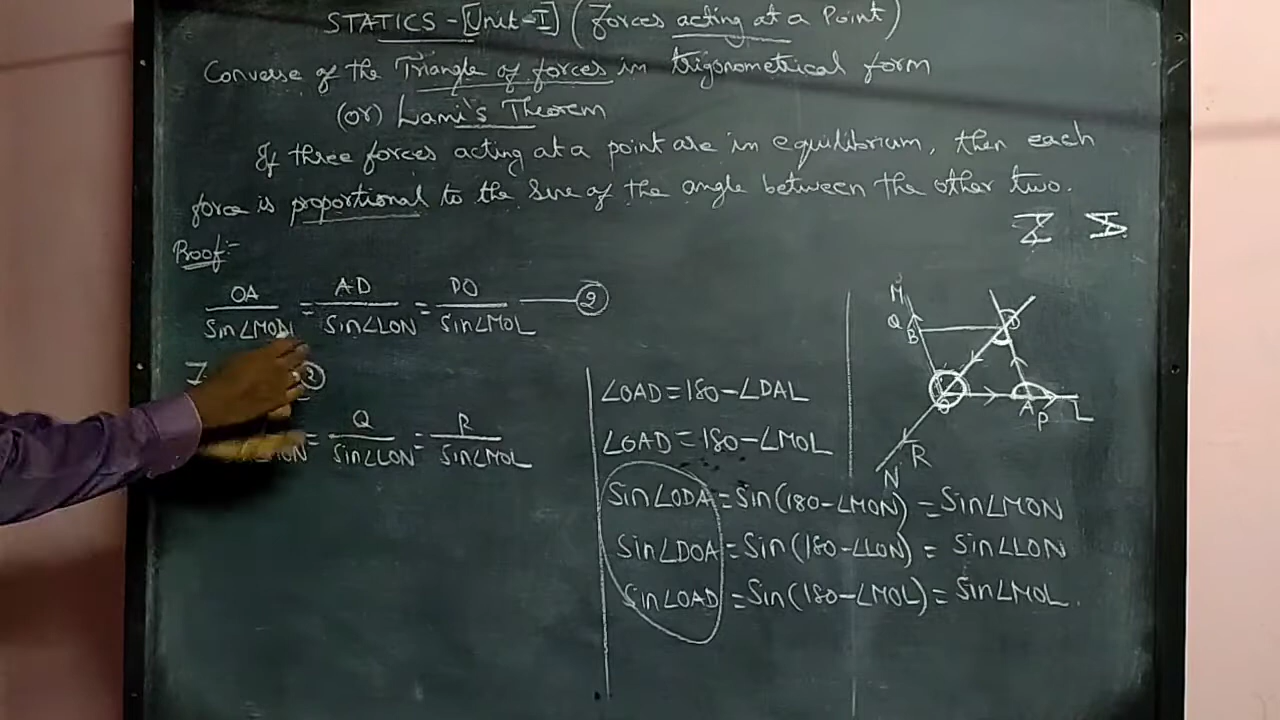 STATICS - [Unit-I] (Forces acting at a Point)
Converse of the Triangle of forces in trigonometrical form
(or) Lami's Theorem
If three forces acting at a point are in equilibrium, then each
force is proportional to the Sine of the angle between the other two.
Z
Proof:-
OA / Sin∠MON = AD / Sin∠LON = DO / Sin∠MOL — ②
②
= Q / Sin∠LON = R / Sin∠MOL
∠OAD = 180 - ∠DAL
∠OAD = 180 - ∠MOL
Sin∠ODA = Sin(180 - ∠MON) = Sin∠MON
Sin∠DOA = Sin(180 - ∠LON) = Sin∠LON
Sin∠OAD = Sin(180 - ∠MOL) = Sin∠MOL.
M
Q B D
O A P L
R
N